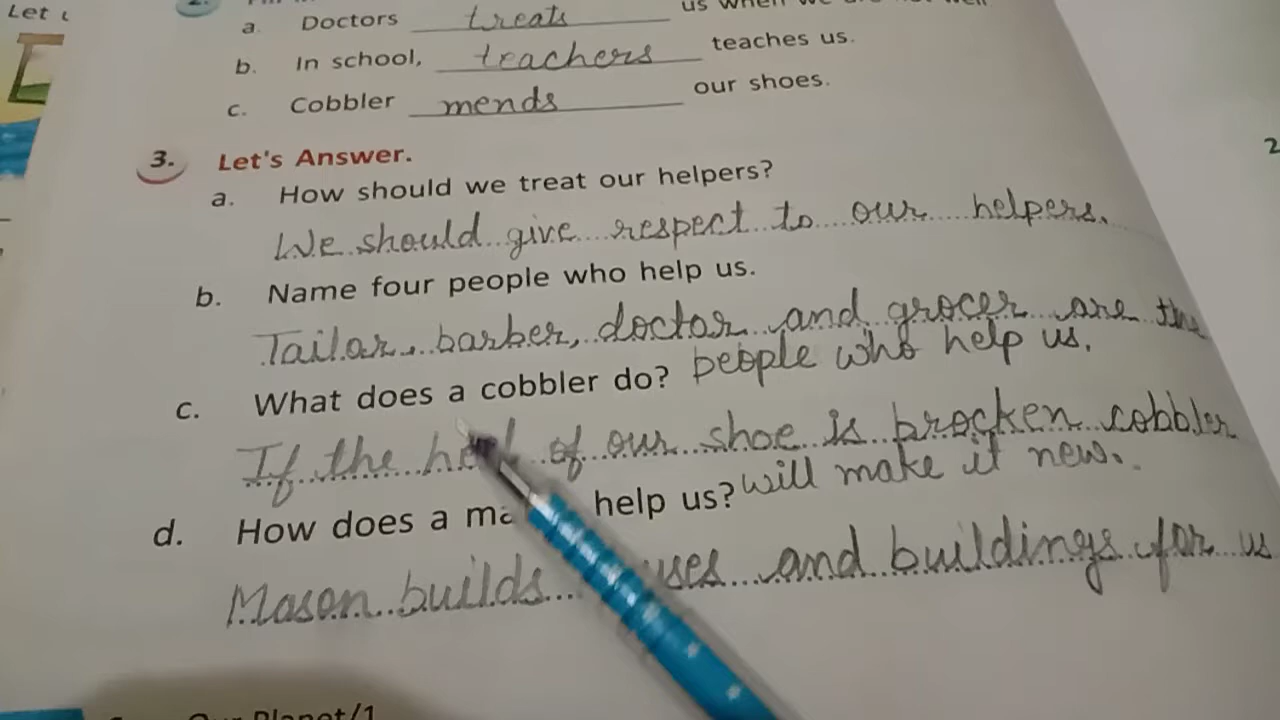 Let
a. Doctors treats us when we are not well
b. In school, teachers teaches us.
c. Cobbler mends our shoes.
3. Let's Answer.
a. How should we treat our helpers?
We should give respect to our helpers.
b. Name four people who help us.
Tailor, barber, doctor and grocer are the
people who help us.
c. What does a cobbler do?
If the of our shoe is brocken cobbler
will make it new.
d. How does a help us?
Mason builds and buildings for us
Our Planet/1
2